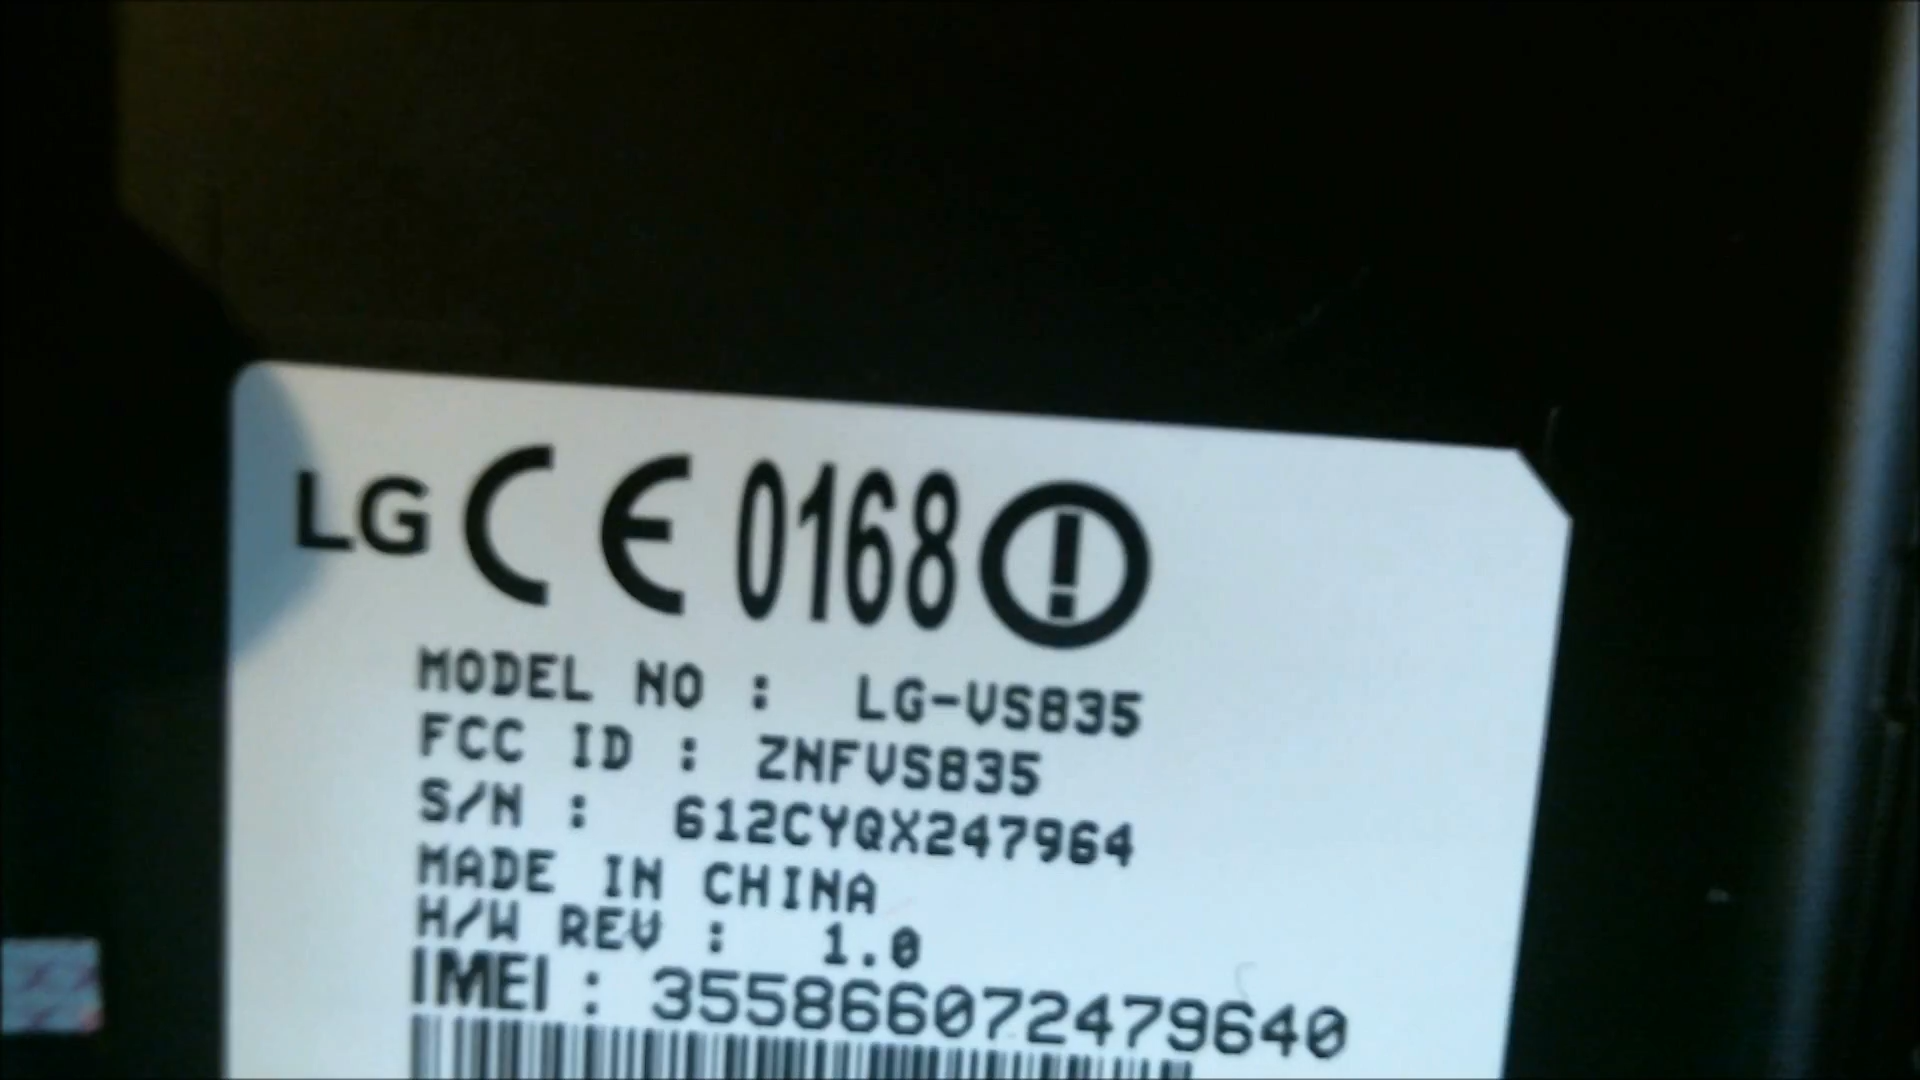 LG CE 0168 !
MODEL NO : LG-VS835
FCC ID : ZNFVS835
S/N : 612CYQX247964
MADE IN CHINA
H/W REV : 1.0
IMEI : 355866072479640